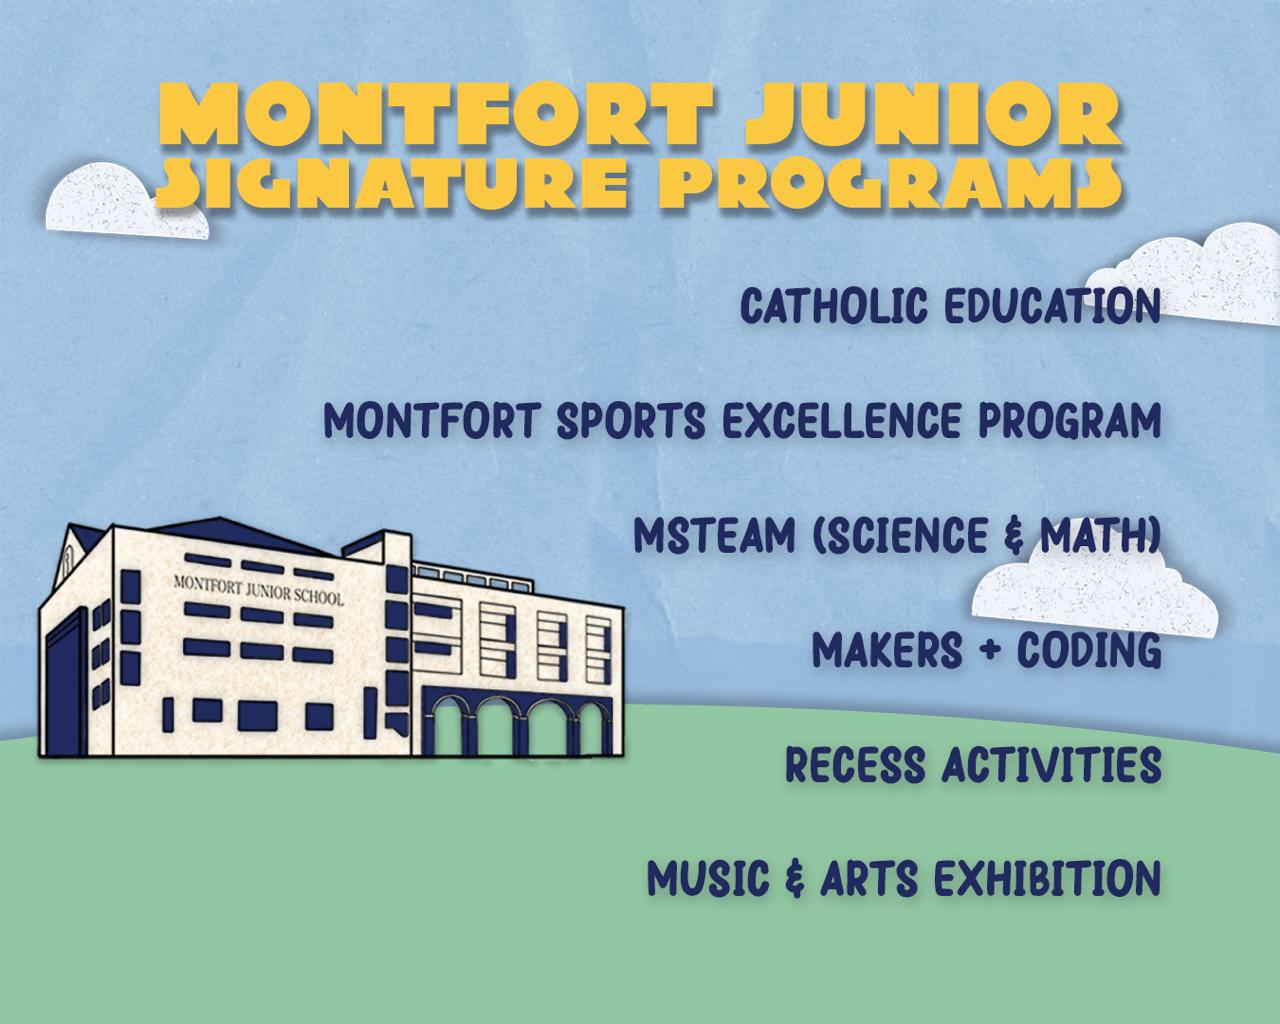 MONTFORT JUNIOR
SIGNATURE PROGRAMS
CATHOLIC EDUCATION
MONTFORT SPORTS EXCELLENCE PROGRAM
MSTEAM (SCIENCE & MATH)
MONTFORT JUNIOR SCHOOL
MAKERS + CODING
RECESS ACTIVITIES
MUSIC & ARTS EXHIBITION